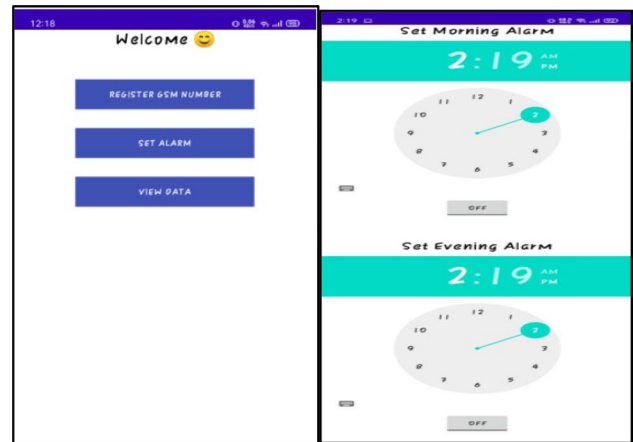 12:18
Welcome 😊
REGISTER GSM NUMBER
SET ALARM
VIEW DATA
2:19
Set Morning Alarm
2:19 AM
PM
12
11 1
10 2
9 3
8 4
7 5
6
OFF
Set Evening Alarm
2:19 AM
PM
12
11 1
10 2
9 3
8 4
7 5
6
OFF